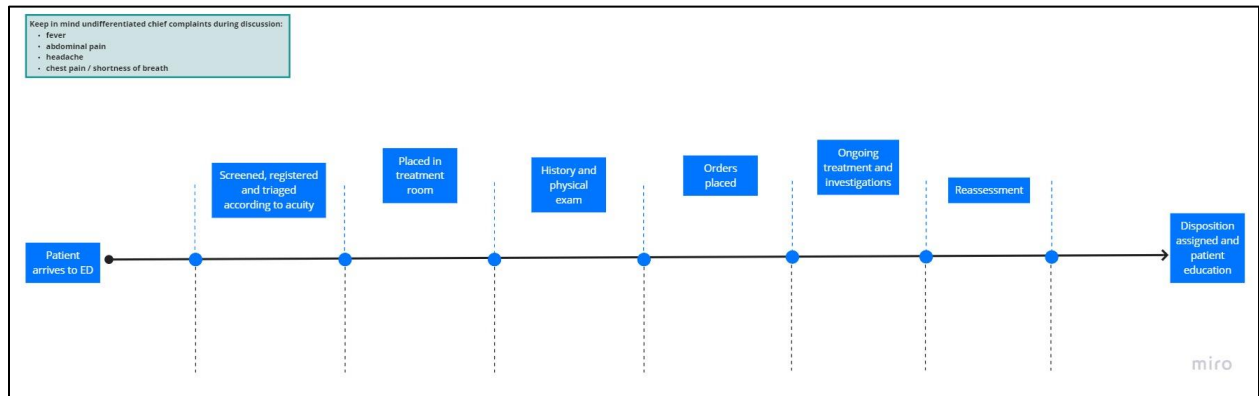 Keep in mind undifferentiated chief complaints during discussion:
• fever
• abdominal pain
• headache
• chest pain / shortness of breath
Patient
arrives to ED
Screened, registered
and triaged
according to acuity
Placed in
treatment
room
History and
physical
exam
Orders
placed
Ongoing
treatment and
investigations
Reassessment
Disposition
assigned and
patient
education
miro